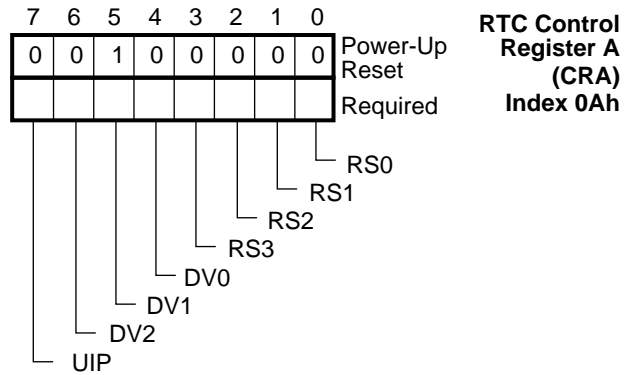 7 6 5 4 3 2 1 0
RTC Control
Register A
(CRA)
Index 0Ah
0 0 1 0 0 0 0 0
Power-Up
Reset
Required
RS0
RS1
RS2
RS3
DV0
DV1
DV2
UIP